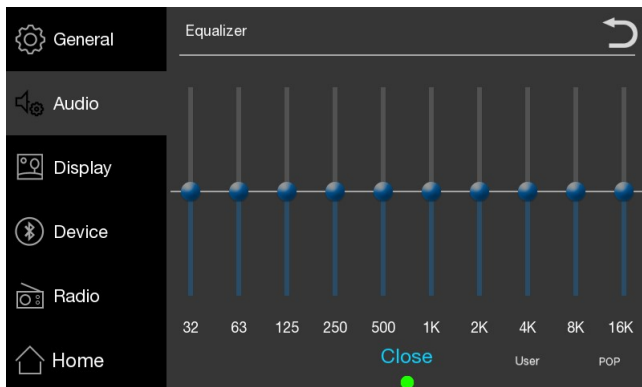 General
Audio
Display
Device
Radio
Home
Equalizer
32 63 125 250 500 1K 2K 4K 8K 16K
Close User POP